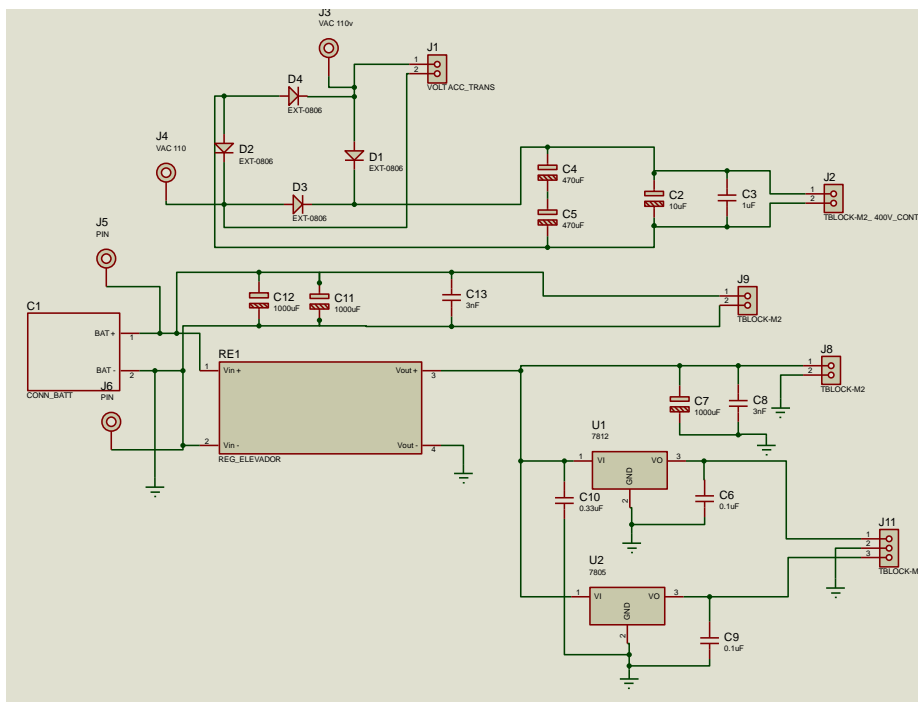 J3
VAC 110v
J1
1
2
VOLT ACC_TRANS
D4
EXT-0806
J4
VAC 110
D2
EXT-0806
D1
EXT-0806
D3
EXT-0806
C4
470uF
C5
470uF
C2
10uF
C3
1uF
J2
1
2
TBLOCK-M2_ 400V_CONT
J5
PIN
C12
1000uF
C11
1000uF
C13
3nF
J9
1
2
TBLOCK-M2
C1
BAT+
1
BAT -
2
CONN_BATT
J6
PIN
RE1
1
Vin +
Vout +
3
2
Vin -
Vout -
4
REG_ELEVADOR
J8
1
2
TBLOCK-M2
C7
1000uF
C8
3nF
U1
7812
1
VI
VO
3
GND
2
C10
0.33uF
C6
0.1uF
J11
1
2
3
TBLOCK-M
U2
7805
1
VI
VO
3
GND
2
C9
0.1uF